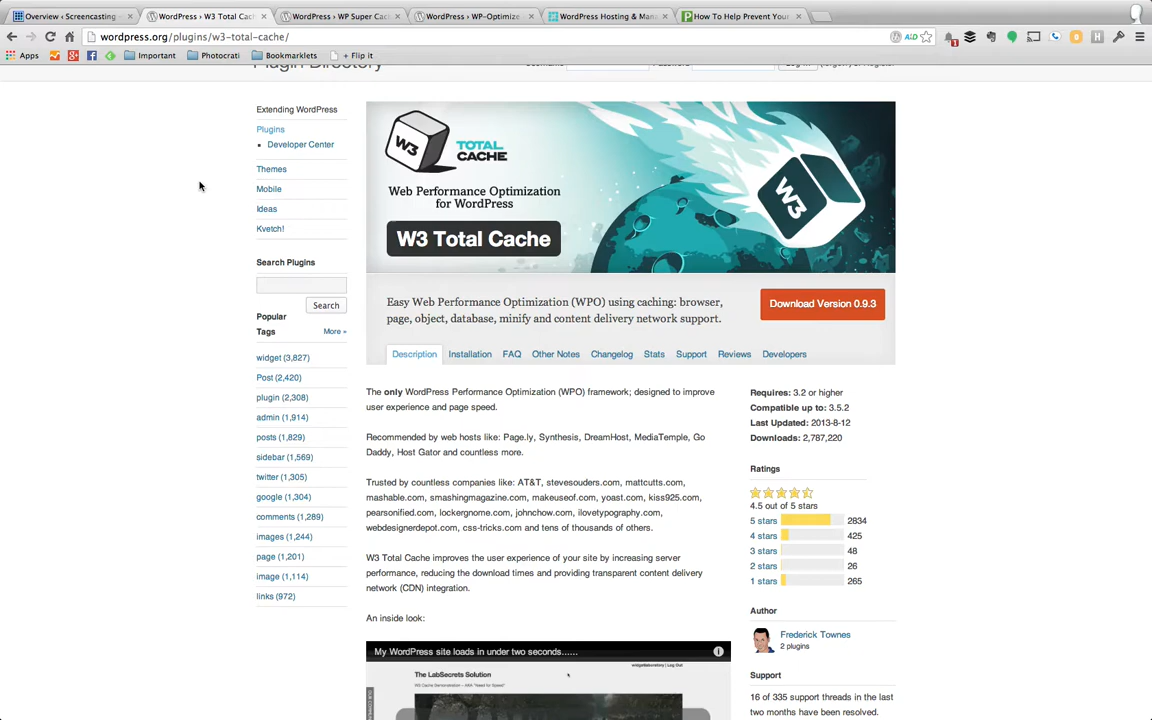 Overview ‹ Screencasting
WordPress › W3 Total Cac
WordPress › WP Super Cac
WordPress › WP-Optimize
WordPress Hosting & Mana
How To Help Prevent Your
wordpress.org/plugins/w3-total-cache/
Apps
Important
Photocrati
Bookmarklets
+ Flip it
Plugin Directory
Extending WordPress
Plugins
Developer Center
Themes
Mobile
Ideas
Kvetch!
Search Plugins
Search
Popular
Tags
More »
widget (3,827)
Post (2,420)
plugin (2,308)
admin (1,914)
posts (1,829)
sidebar (1,569)
twitter (1,305)
google (1,304)
comments (1,289)
images (1,244)
page (1,201)
image (1,114)
links (972)
W3
TOTAL
CACHE
Web Performance Optimization
for WordPress
W3 Total Cache
W3
Easy Web Performance Optimization (WPO) using caching: browser,
page, object, database, minify and content delivery network support.
Download Version 0.9.3
Description Installation FAQ Other Notes Changelog Stats Support Reviews Developers
The only WordPress Performance Optimization (WPO) framework; designed to improve
user experience and page speed.
Recommended by web hosts like: Page.ly, Synthesis, DreamHost, MediaTemple, Go
Daddy, Host Gator and countless more.
Trusted by countless companies like: AT&T, stevesouders.com, mattcutts.com,
mashable.com, smashingmagazine.com, makeuseof.com, yoast.com, kiss925.com,
pearsonified.com, lockergnome.com, johnchow.com, ilovetypography.com,
webdesignerdepot.com, css-tricks.com and tens of thousands of others.
W3 Total Cache improves the user experience of your site by increasing server
performance, reducing the download times and providing transparent content delivery
network (CDN) integration.
An inside look:
My WordPress site loads in under two seconds......
The LabSecrets Solution
Requires: 3.2 or higher
Compatible up to: 3.5.2
Last Updated: 2013-8-12
Downloads: 2,787,220
Ratings
4.5 out of 5 stars
5 stars 2834
4 stars 425
3 stars 48
2 stars 26
1 stars 265
Author
Frederick Townes
2 plugins
Support
16 of 335 support threads in the last
two months have been resolved.